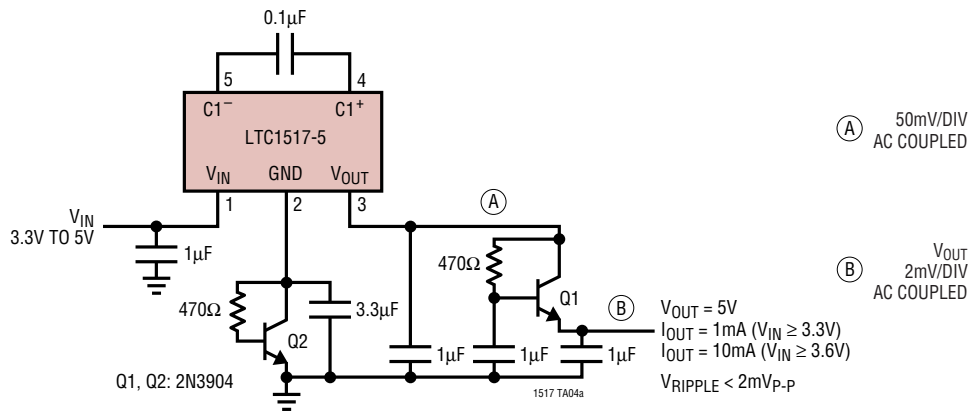 0.1µF
5
4
C1⁻
C1⁺
LTC1517-5
V_IN
GND
V_OUT
1
2
3
V_IN
3.3V TO 5V
1µF
470Ω
Q2
3.3µF
Q1, Q2: 2N3904
A
470Ω
Q1
B
1µF
1µF
1µF
V_OUT = 5V
I_OUT = 1mA (V_IN ≥ 3.3V)
I_OUT = 10mA (V_IN ≥ 3.6V)
V_RIPPLE < 2mV_P-P
1517 TA04a
A
50mV/DIV
AC COUPLED
B
V_OUT
2mV/DIV
AC COUPLED